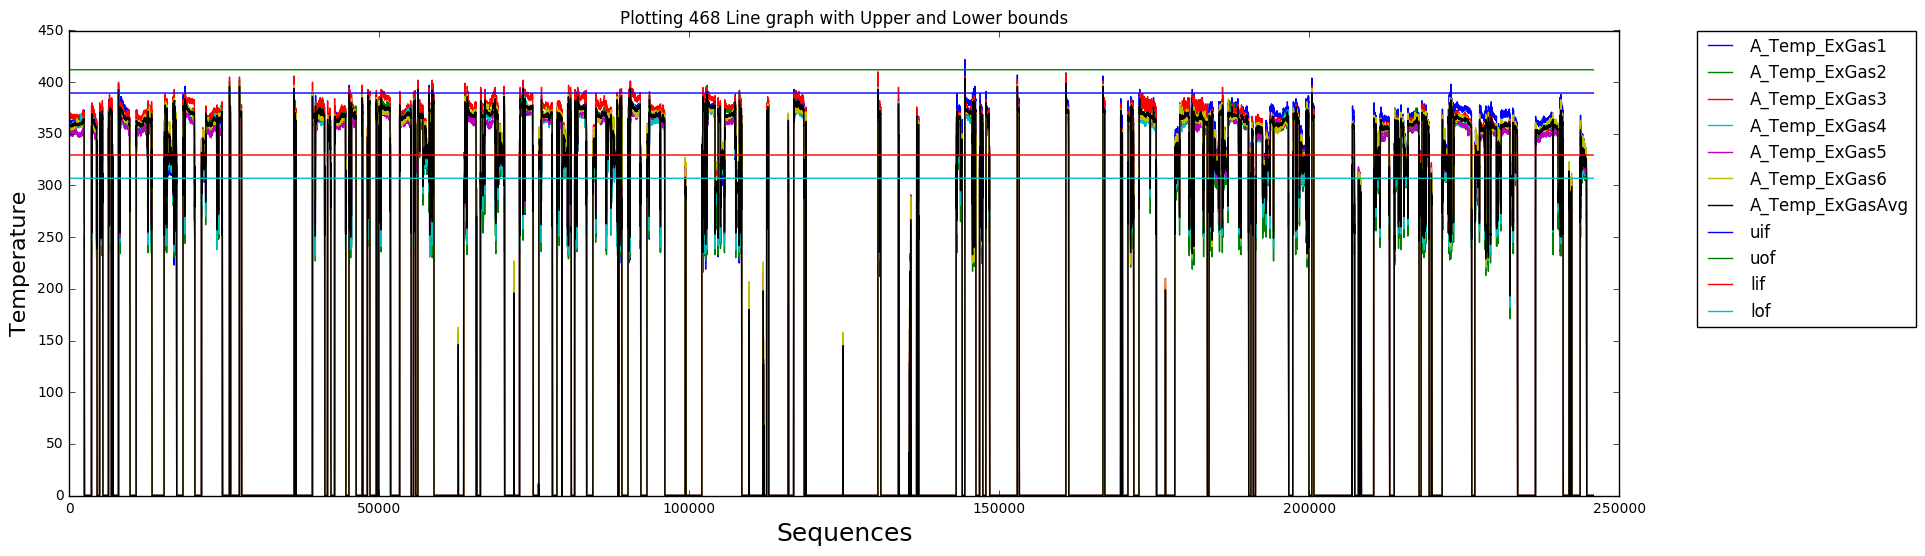 Plotting 468 Line graph with Upper and Lower bounds
450
400
350
300
250
200
150
100
50
0
Temperature
0 50000 100000 150000 200000 250000
Sequences
A_Temp_ExGas1
A_Temp_ExGas2
A_Temp_ExGas3
A_Temp_ExGas4
A_Temp_ExGas5
A_Temp_ExGas6
A_Temp_ExGasAvg
uif
uof
lif
lof